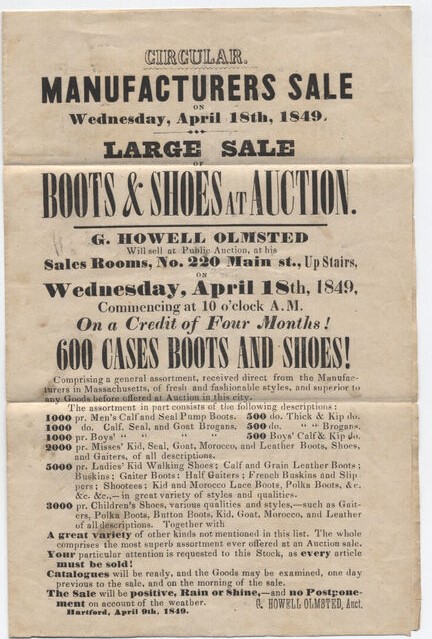 CIRCULAR.
MANUFACTURERS SALE
ON
Wednesday, April 18th, 1849.
LARGE SALE
OF
BOOTS & SHOES AT AUCTION.
G. HOWELL OLMSTED
Will sell at Public Auction, at his
Sales Rooms, No. 220 Main st., Up Stairs,
ON
Wednesday, April 18th, 1849,
Commencing at 10 o'clock A.M.
On a Credit of Four Months!
600 CASES BOOTS AND SHOES!
Comprising a general assortment, received direct from the Manufac-
turers in Massachusetts, of fresh and fashionable styles, and superior to
any Goods before offered at Auction in this city.
The assortment in part consists of the following descriptions:
1000 pr. Men's Calf and Seal Pump Boots. 500 do. Thick & Kip do.
1000 do. Calf, Seal, and Goat Brogans. 500 do. " " Brogans.
1000 pr. Boys' " " " " 500 Boys' Calf & Kip do.
2000 pr. Misses' Kid, Seal, Goat, Morocco, and Leather Boots, Shoes,
and Gaiters, of all descriptions.
5000 pr. Ladies' Kid Walking Shoes; Calf and Grain Leather Boots;
Buskins; Gaiter Boots; Half Gaiters; French Buskins and Slip-
pers; Shootees; Kid and Morocco Lace Boots, Polka Boots, &c.
&c. &c.,—in great variety of styles and qualities.
3000 pr. Children's Shoes, various qualities and styles,—such as Gait-
ers, Polka Boots, Button Boots, Kid, Goat, Morocco, and Leather
of all descriptions. Together with
A great variety of other kinds not mentioned in this list. The whole
comprises the most superb assortment ever offered at an Auction sale.
Your particular attention is requested to this Stock, as every article
must be sold!
Catalogues will be ready, and the Goods may be examined, one day
previous to the sale, and on the morning of the sale.
The Sale will be positive, Rain or Shine,—and no Postpone-
ment on account of the weather. G. HOWELL OLMSTED, Auct.
Hartford, April 9th, 1849.